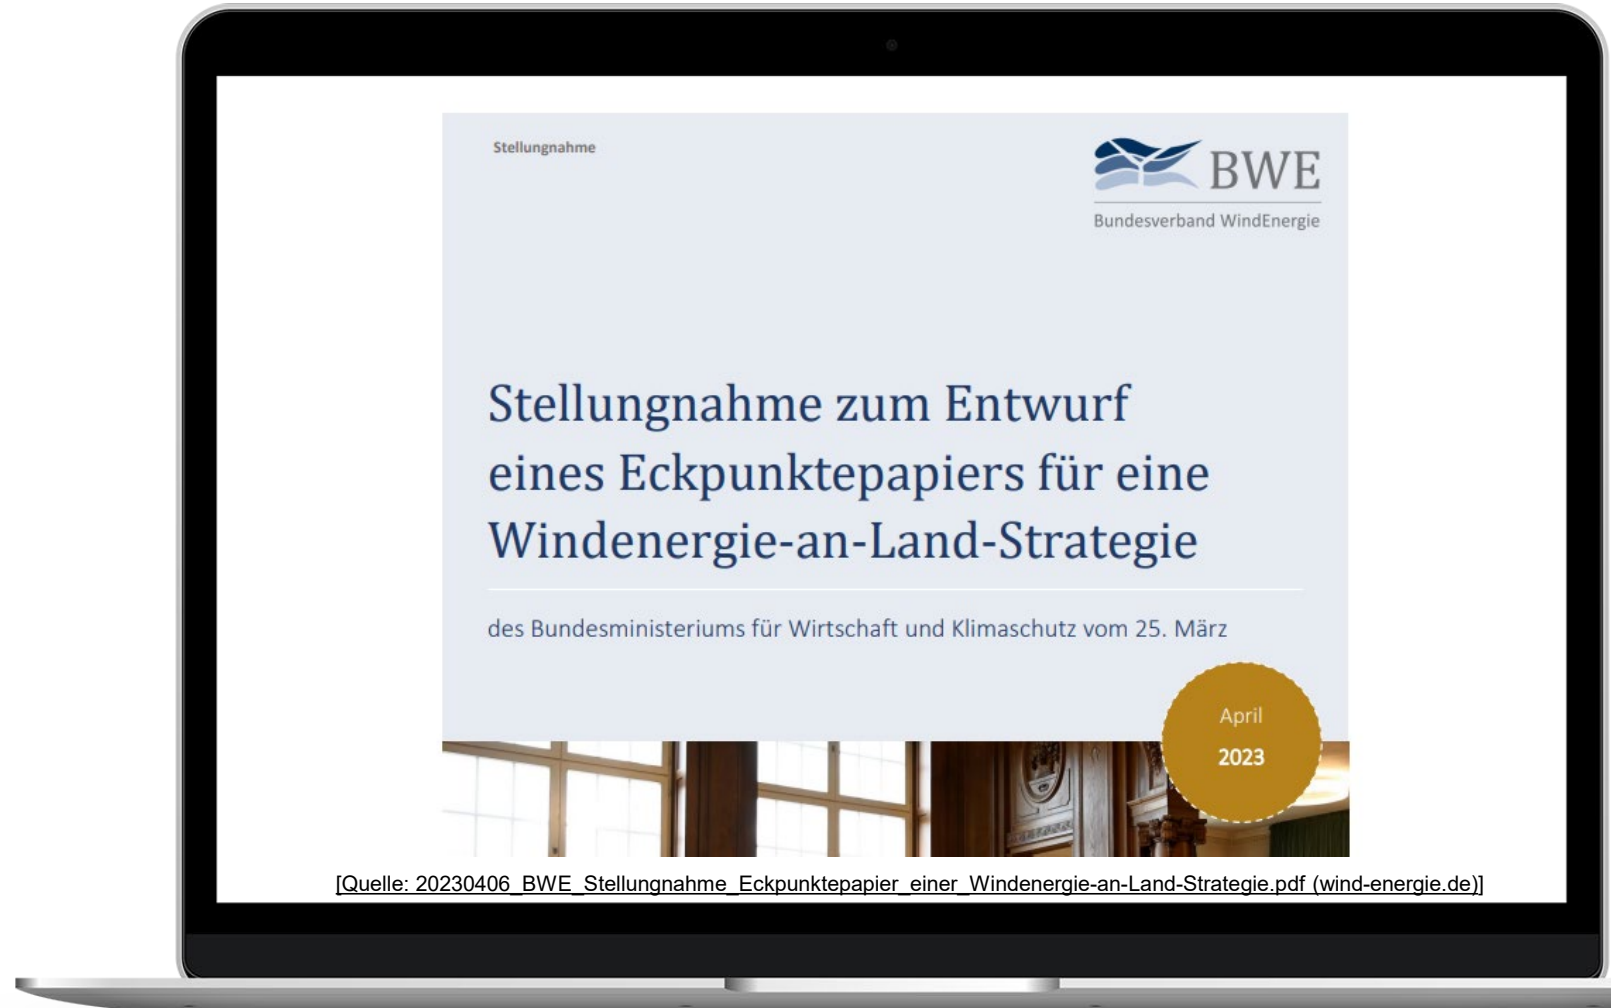 Stellungnahme
BWE
Bundesverband WindEnergie
Stellungnahme zum Entwurf
eines Eckpunktepapiers für eine
Windenergie-an-Land-Strategie
des Bundesministeriums für Wirtschaft und Klimaschutz vom 25. März
April
2023
[Quelle: 20230406_BWE_Stellungnahme_Eckpunktepapier_einer_Windenergie-an-Land-Strategie.pdf (wind-energie.de)]